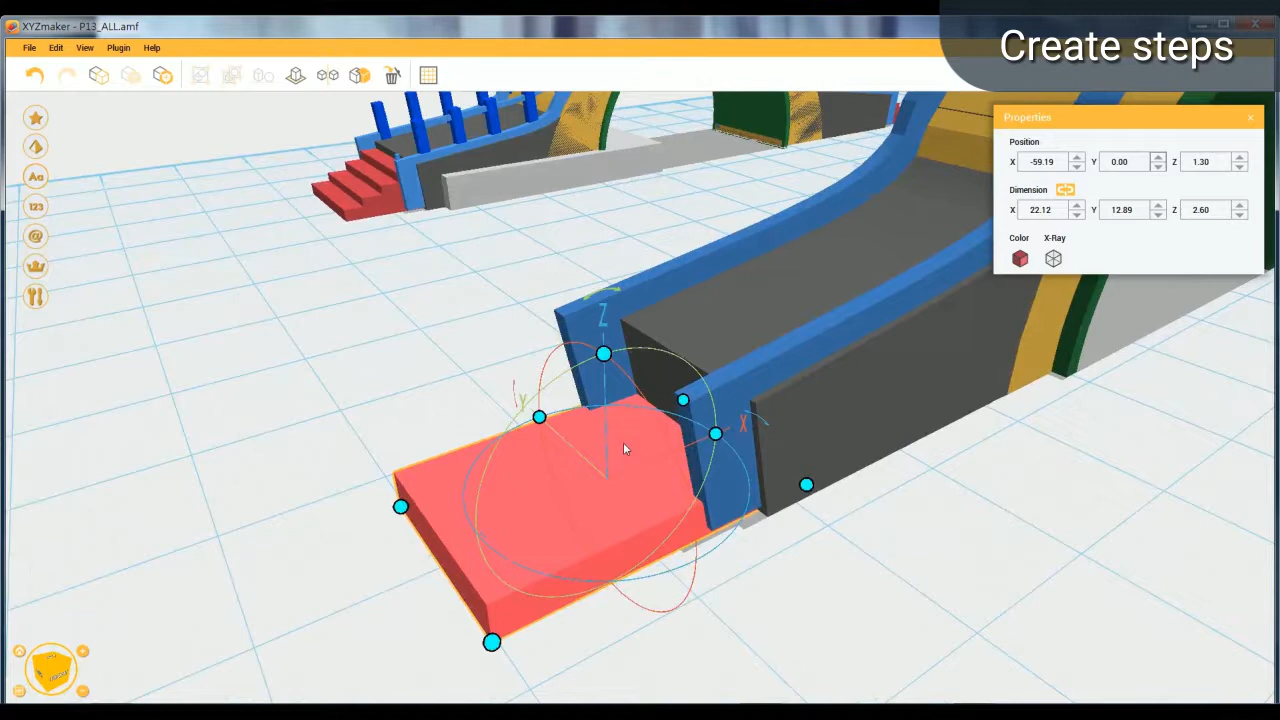 XYZmaker - P13_ALL.amf
Create steps
File Edit View Plugin Help
Properties
Position
X -59.19 Y 0.00 Z 1.30
Dimension
X 22.12 Y 12.89 Z 2.60
Color X-Ray
Aa
123
@
Z
Y
X